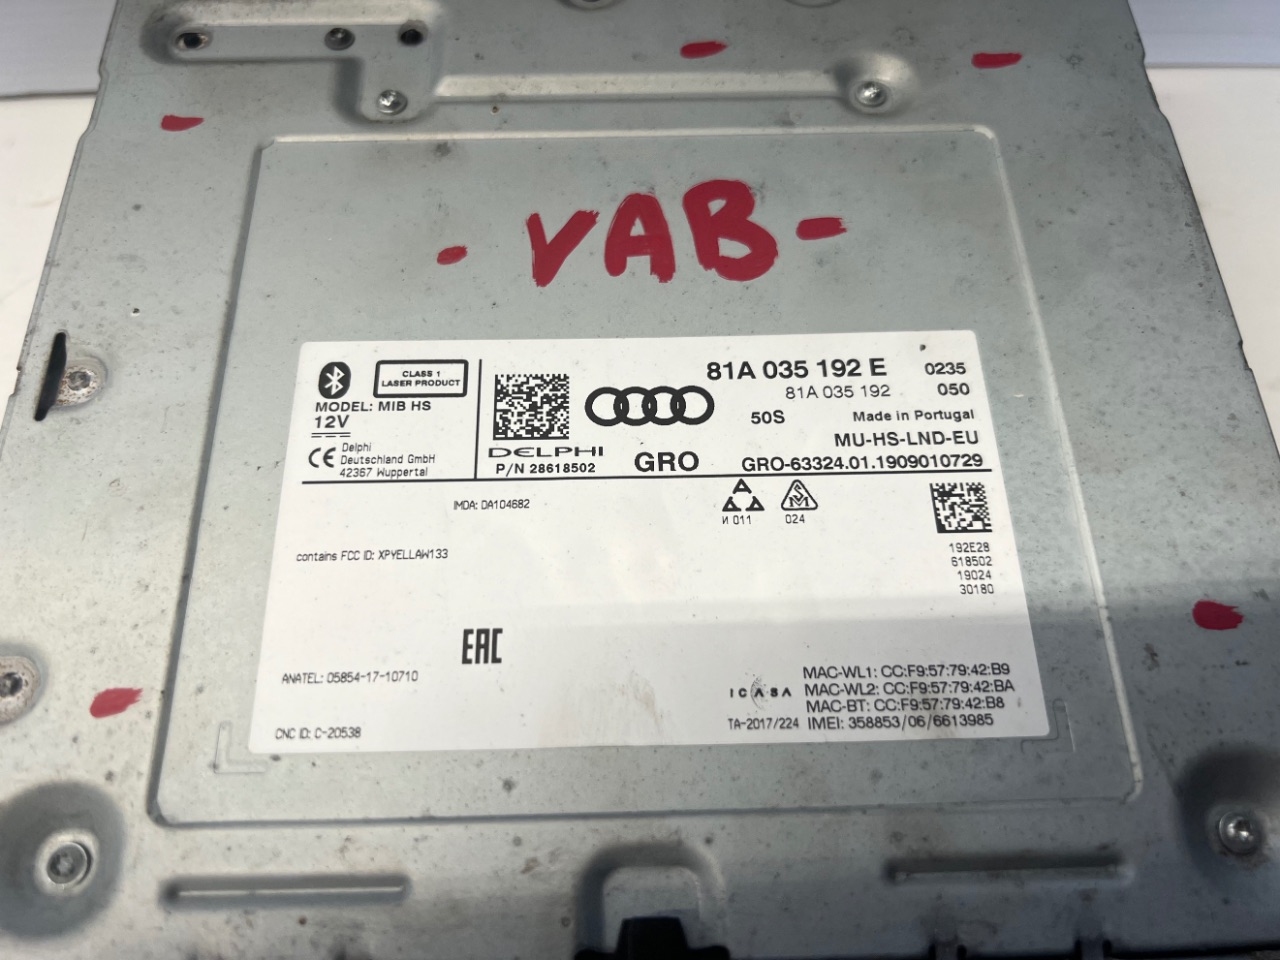 - VAB -
CLASS 1
LASER PRODUCT
MODEL: MIB HS
12V
CE
Delphi
Deutschland GmbH
42367 Wuppertal
DELPHI
P/N 28618502
GRO
81A 035 192 E 0235
81A 035 192 050
50S Made in Portugal
MU-HS-LND-EU
GRO-63324.01.1909010729
IMDA: DA104682
И 011
024
contains FCC ID: XPYELLAW133
192E28
618502
19024
30180
EAC
ANATEL: 05854-17-10710
CNC ID: C-20538
ICASA
TA-2017/224
MAC-WL1: CC:F9:57:79:42:B9
MAC-WL2: CC:F9:57:79:42:BA
MAC-BT: CC:F9:57:79:42:B8
IMEI: 358853/06/6613985